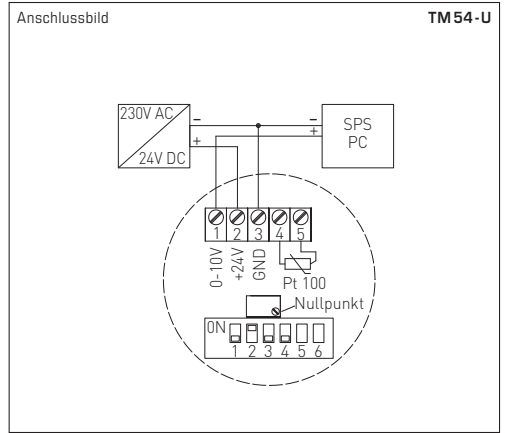 Anschlussbild TM54-U
230V AC
24V DC
−
+
−
+
SPS
PC
1 2 3 4 5
0-10V
+24V
GND
Pt 100
Nullpunkt
ON
1 2 3 4 5 6